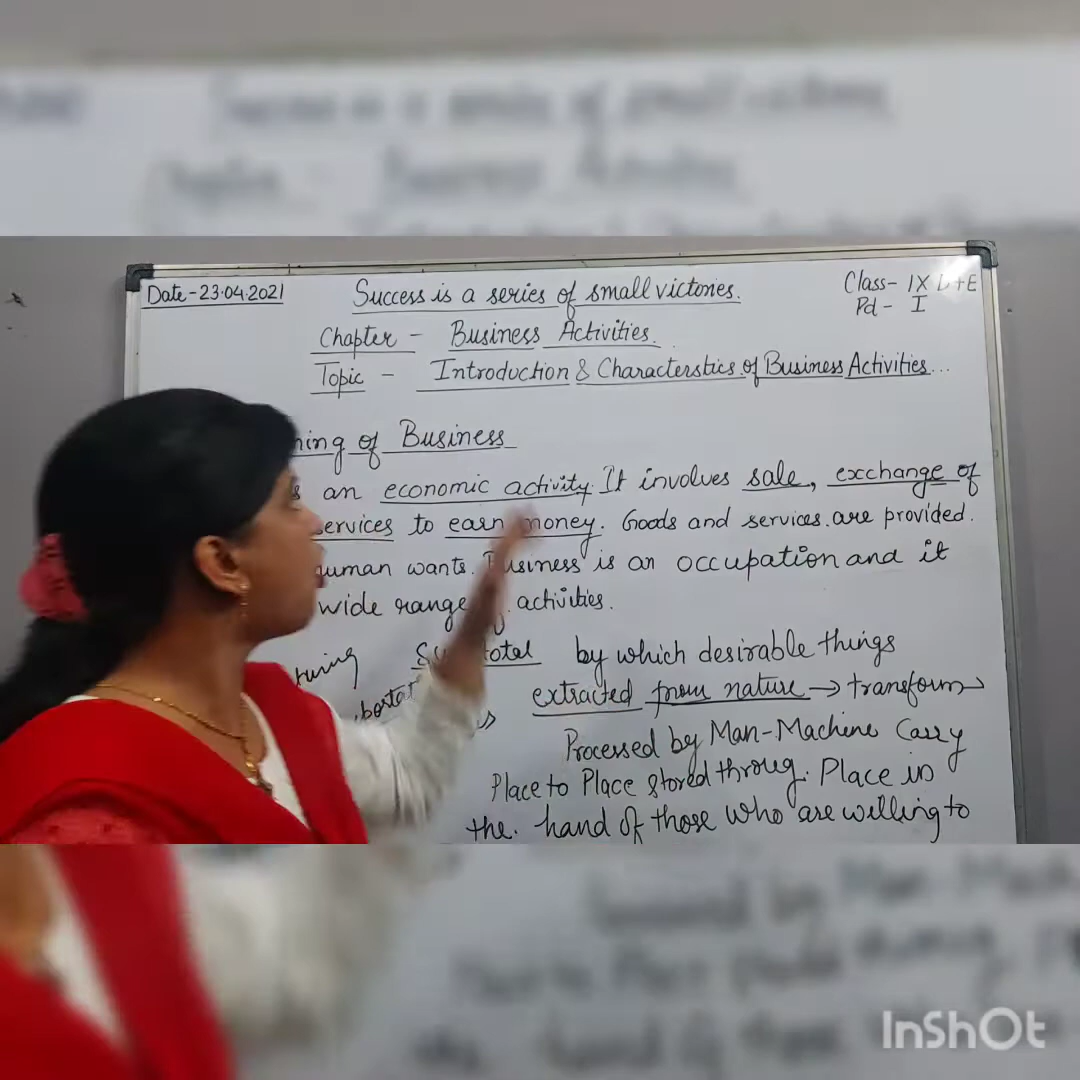 Date-23.04.2021
Success is a series of small victories.
Class- IX D+E
Pd - I
Chapter - Business Activities.
Topic - Introduction & Characterstics of Business Activities...
of Business
an economic activity. It involves sale, exchange of
to earn money. Goods and services are provided.
wants. Business is an occupation and it
wide range activities.
total by which desirable things
extracted from nature → transform →
Processed by Man-Machine Carry
Place to Place stored throug. Place in
the. hand of those who are willing to
InShOt